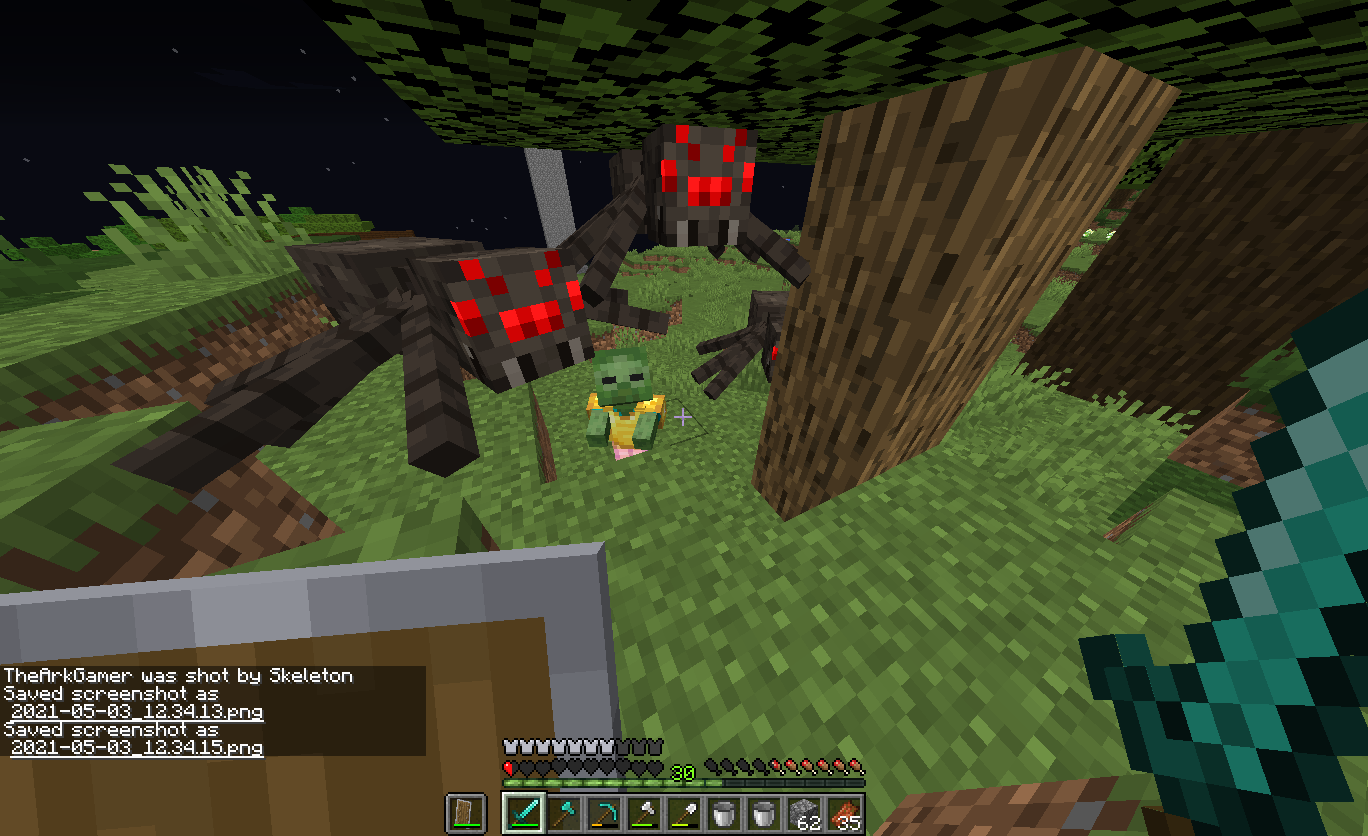 TheArkGamer was shot by Skeleton
Saved screenshot as
2021-05-03_12.34.13.png
Saved screenshot as
2021-05-03_12.34.15.png
30
62
35